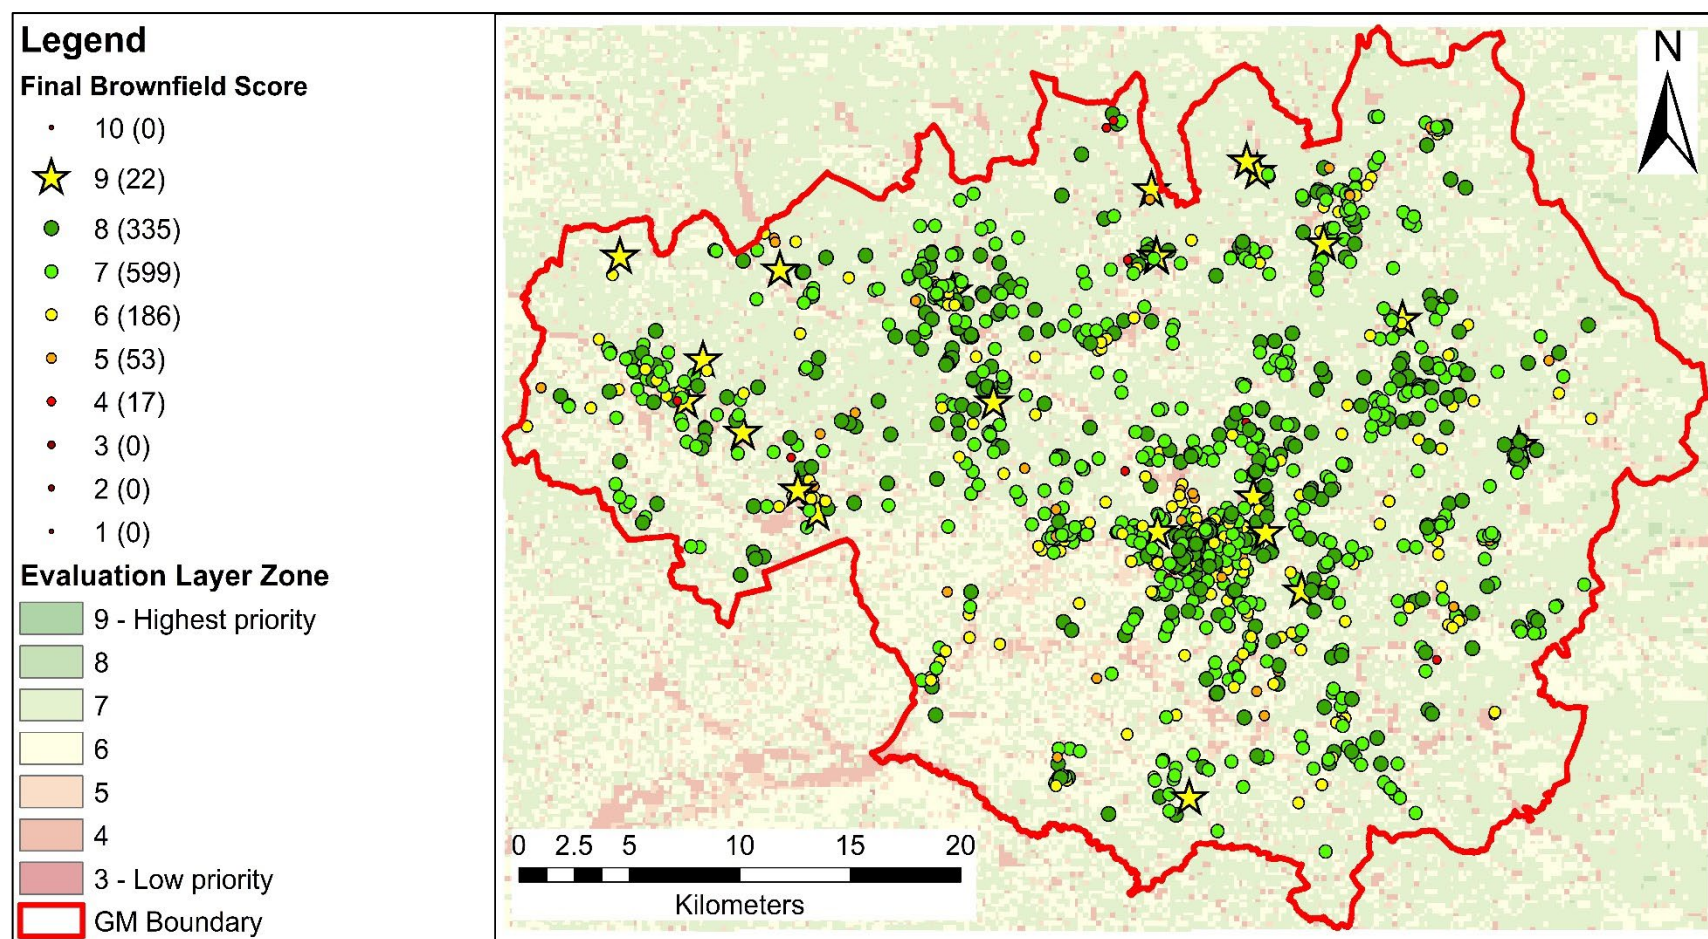 Legend
Final Brownfield Score
10 (0)
9 (22)
8 (335)
7 (599)
6 (186)
5 (53)
4 (17)
3 (0)
2 (0)
1 (0)
Evaluation Layer Zone
9 - Highest priority
8
7
6
5
4
3 - Low priority
GM Boundary
N
0 2.5 5 10 15 20
Kilometers